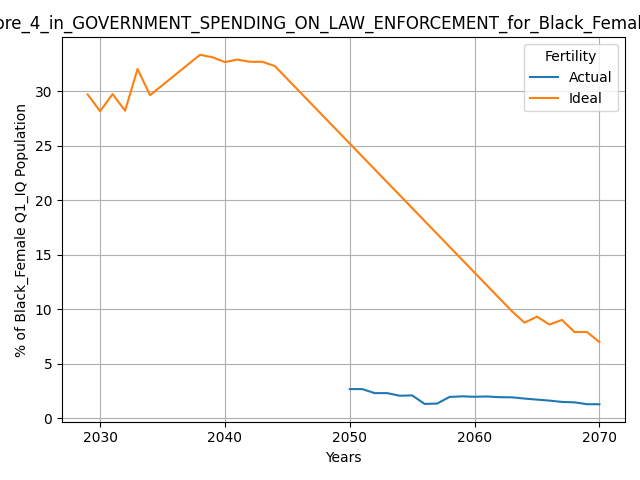 ore_4_in_GOVERNMENT_SPENDING_ON_LAW_ENFORCEMENT_for_Black_Femal
Fertility
Actual
Ideal
% of Black_Female Q1_IQ Population
30
25
20
15
10
5
0
2030 2040 2050 2060 2070
Years